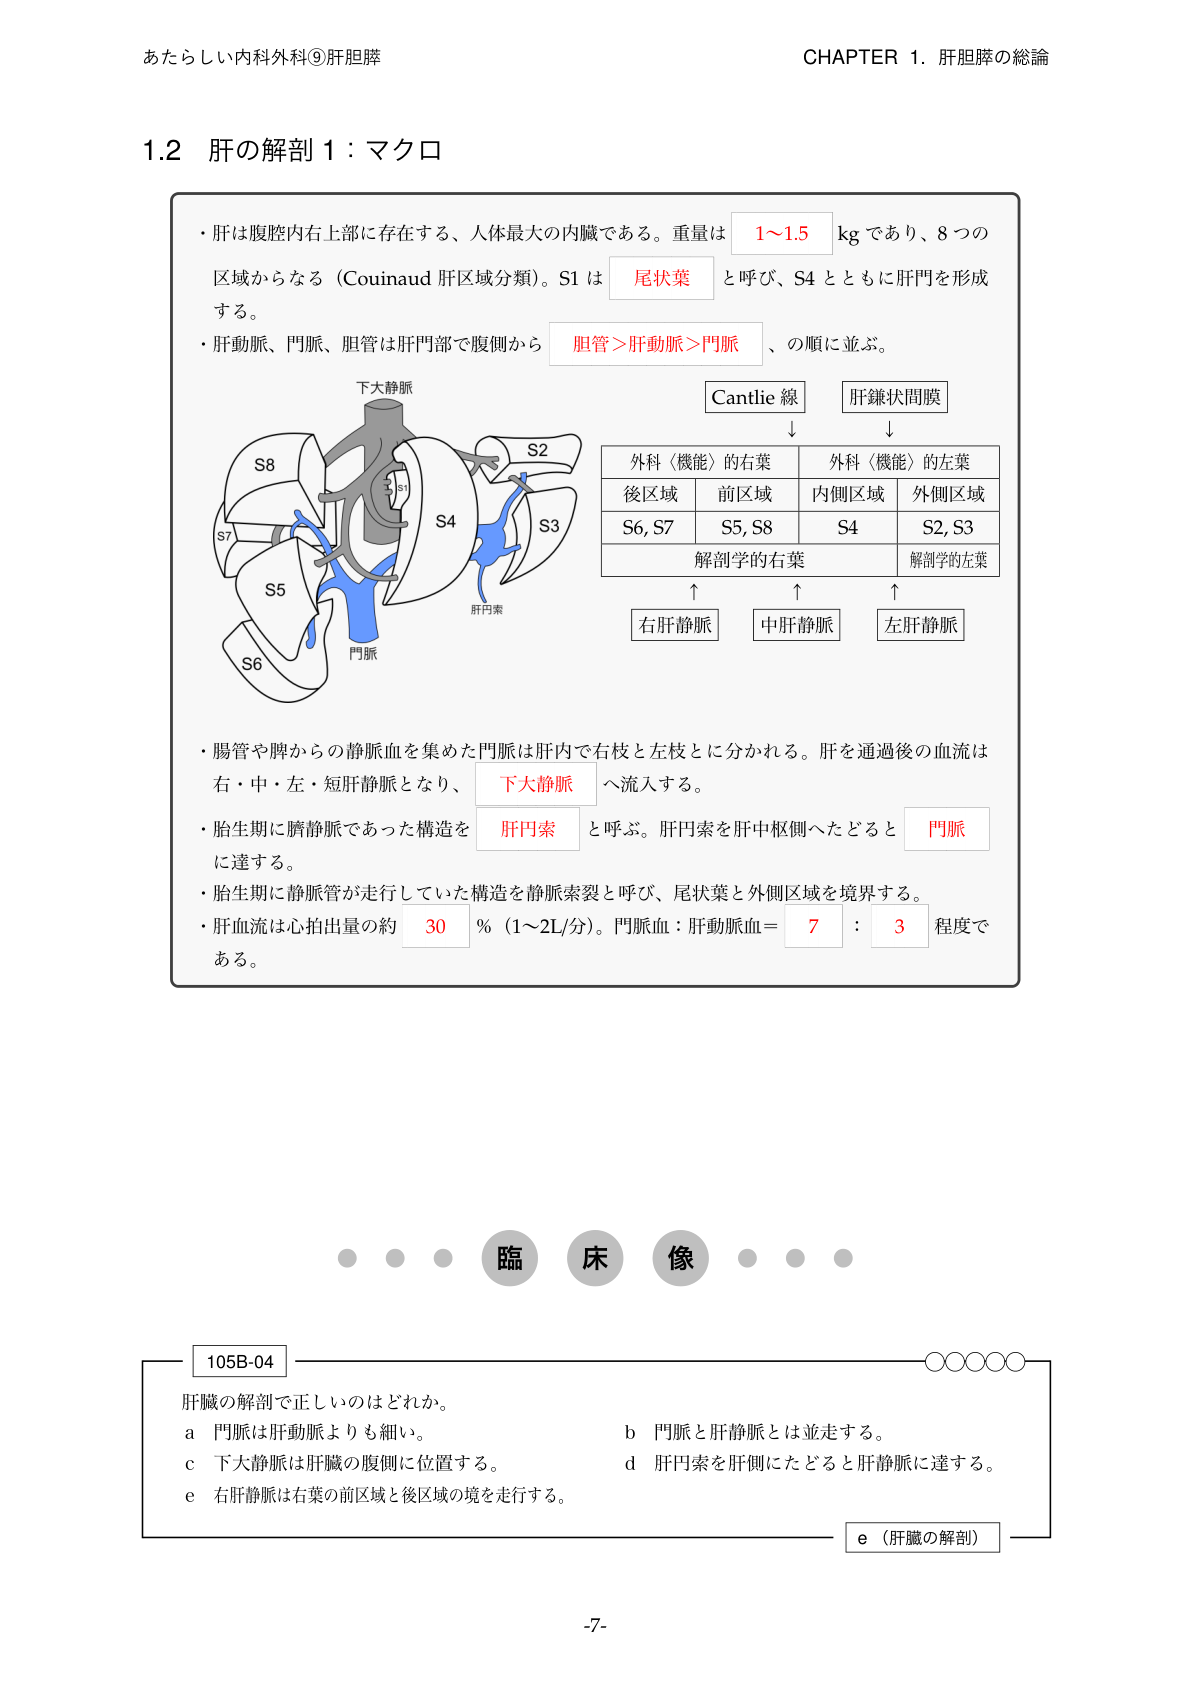 あたらしい内科外科⑨肝胆膵
CHAPTER 1. 肝胆膵の総論
1.2 肝の解剖 1：マクロ
・肝は腹腔内右上部に存在する、人体最大の内臓である。重量は 1〜1.5 kg であり、8 つの
区域からなる（Couinaud 肝区域分類）。S1 は 尾状葉 と呼び、S4 とともに肝門を形成
する。
・肝動脈、門脈、胆管は肝門部で腹側から 胆管＞肝動脈＞門脈 、の順に並ぶ。
下大静脈
S8
S2
S1
S4
S3
S7
S5
肝円索
門脈
S6
Cantlie 線 肝鎌状間膜
↓ ↓
外科〈機能〉的右葉 外科〈機能〉的左葉
後区域 前区域 内側区域 外側区域
S6, S7 S5, S8 S4 S2, S3
解剖学的右葉 解剖学的左葉
↑ ↑ ↑
右肝静脈 中肝静脈 左肝静脈
・腸管や脾からの静脈血を集めた門脈は肝内で右枝と左枝とに分かれる。肝を通過後の血流は
右・中・左・短肝静脈となり、 下大静脈 へ流入する。
・胎生期に臍静脈であった構造を 肝円索 と呼ぶ。肝円索を肝中枢側へたどると 門脈
に達する。
・胎生期に静脈管が走行していた構造を静脈索裂と呼び、尾状葉と外側区域を境界する。
・肝血流は心拍出量の約 30 %（1〜2L/分）。門脈血：肝動脈血＝ 7 ： 3 程度で
ある。
臨 床 像
105B-04
肝臓の解剖で正しいのはどれか。
a 門脈は肝動脈よりも細い。 b 門脈と肝静脈とは並走する。
c 下大静脈は肝臓の腹側に位置する。 d 肝円索を肝側にたどると肝静脈に達する。
e 右肝静脈は右葉の前区域と後区域の境を走行する。
e （肝臓の解剖）
-7-